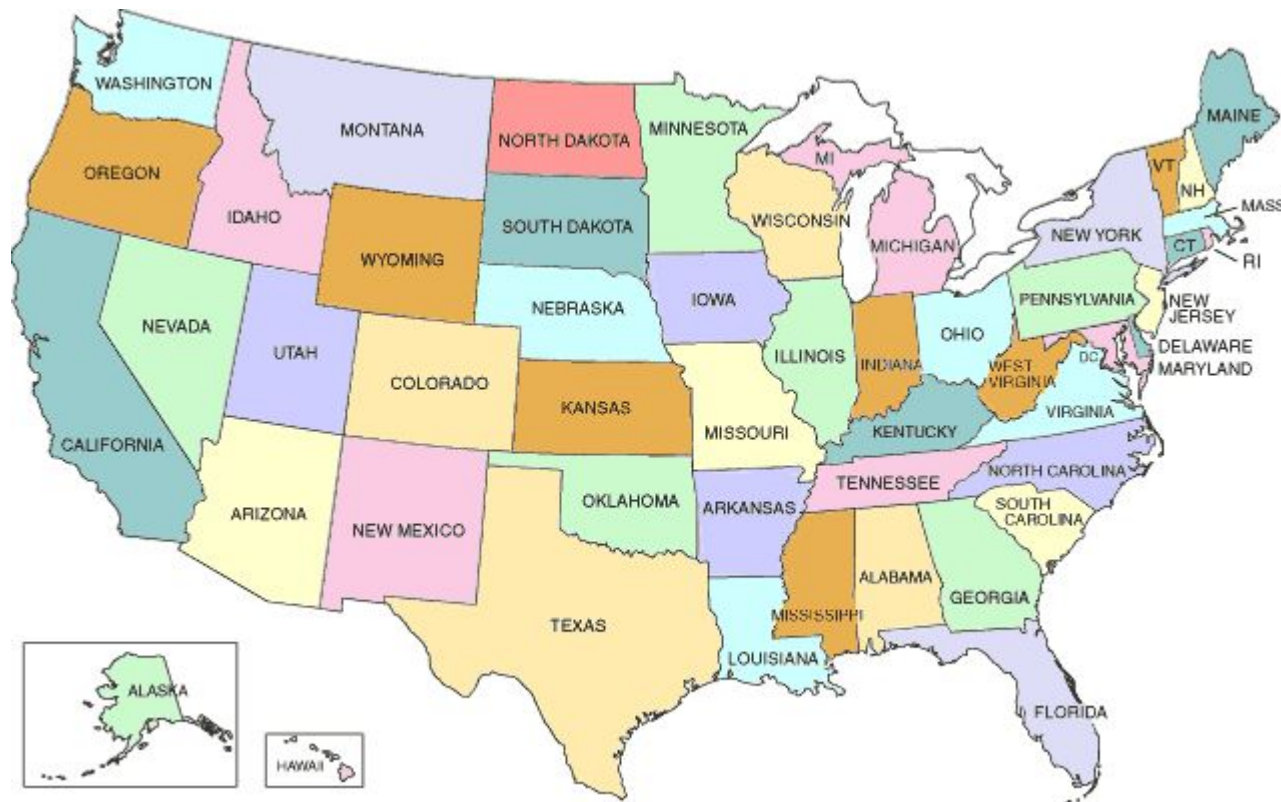 WASHINGTON
MONTANA
NORTH DAKOTA
MINNESOTA
MAINE
OREGON
IDAHO
SOUTH DAKOTA
WISCONSIN
MI
MICHIGAN
VT
NH
MASS
NEW YORK
CT
RI
WYOMING
NEBRASKA
IOWA
PENNSYLVANIA
NEW
JERSEY
NEVADA
UTAH
COLORADO
ILLINOIS
INDIANA
OHIO
DC
DELAWARE
MARYLAND
WEST
VIRGINIA
VIRGINIA
CALIFORNIA
KANSAS
MISSOURI
KENTUCKY
ARIZONA
NEW MEXICO
OKLAHOMA
ARKANSAS
TENNESSEE
NORTH CAROLINA
SOUTH
CAROLINA
TEXAS
LOUISIANA
MISSISSIPPI
ALABAMA
GEORGIA
FLORIDA
ALASKA
HAWAII